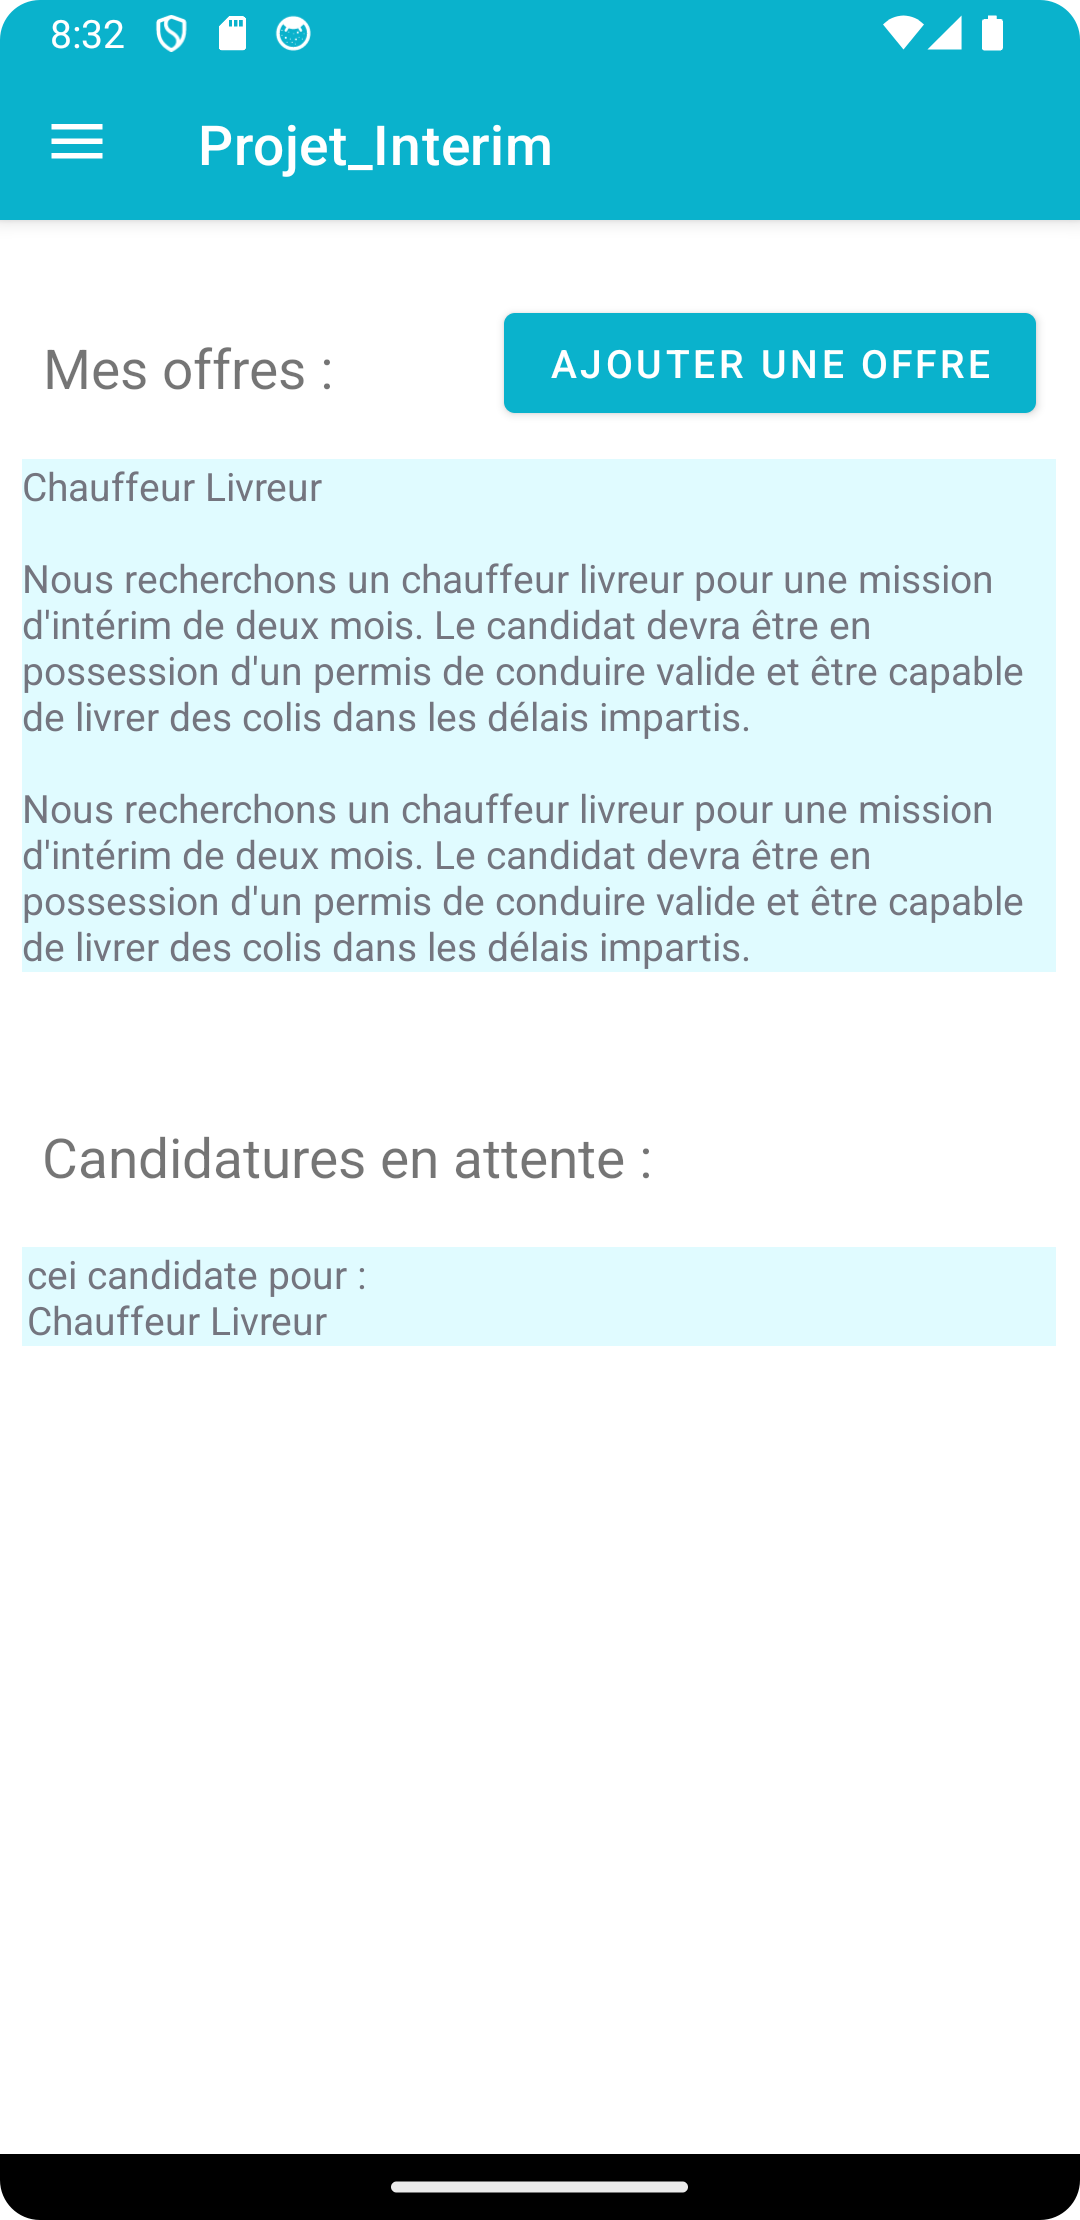 8:32
Projet_Interim
Mes offres :
AJOUTER UNE OFFRE
Chauffeur Livreur
Nous recherchons un chauffeur livreur pour une mission
d'intérim de deux mois. Le candidat devra être en
possession d'un permis de conduire valide et être capable
de livrer des colis dans les délais impartis.
Nous recherchons un chauffeur livreur pour une mission
d'intérim de deux mois. Le candidat devra être en
possession d'un permis de conduire valide et être capable
de livrer des colis dans les délais impartis.
Candidatures en attente :
cei candidate pour :
Chauffeur Livreur